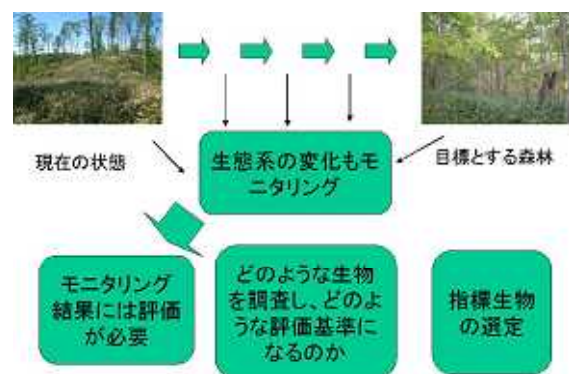 現在の状態
生態系の変化もモ
ニタリング
目標とする森林
モニタリング
結果には評価
が必要
どのような生物
を調査し、どのよ
うな評価基準に
なるのか
指標生物
の選定